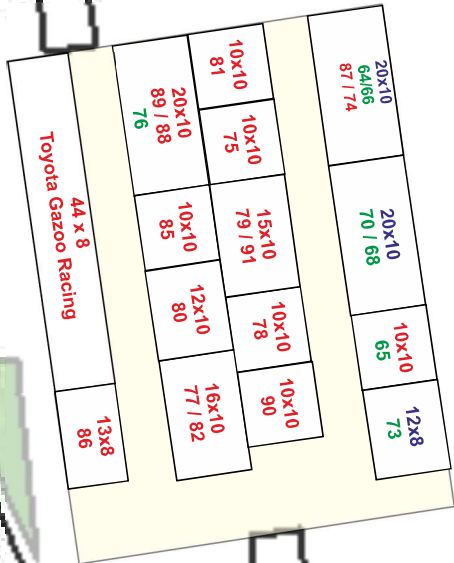 44 x 8
Toyota Gazoo Racing
13x8
86
20x10
89 / 88
76
10x10
85
12x10
80
16x10
77 / 82
10x10
81
10x10
75
15x10
79 / 91
10x10
78
10x10
90
20x10
64/66
87 / 74
20x10
70 / 68
10x10
65
12x8
73